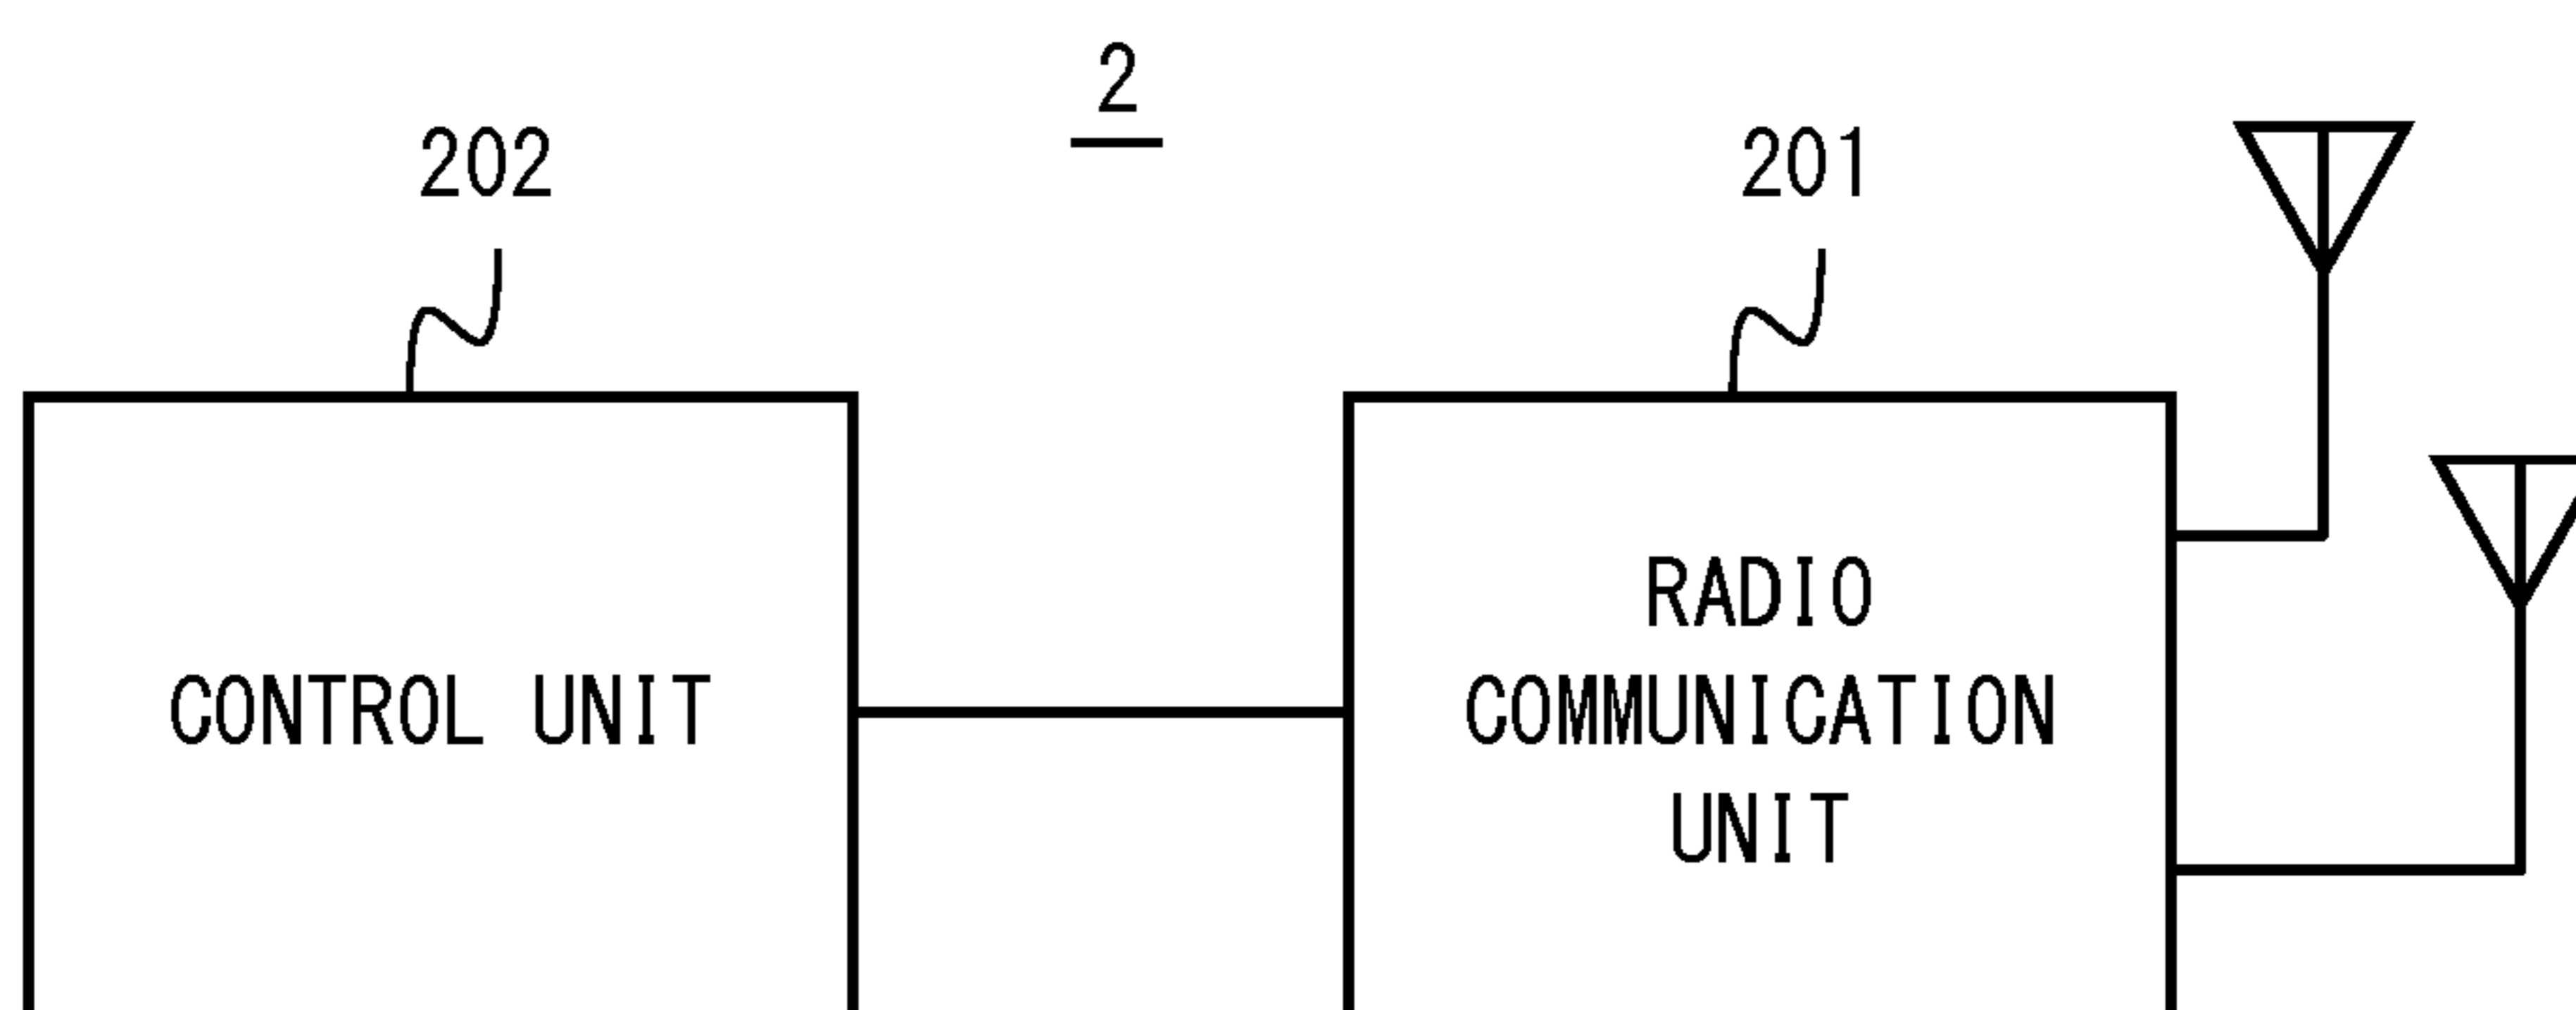 2
202
201
CONTROL UNIT
RADIO
COMMUNICATION
UNIT